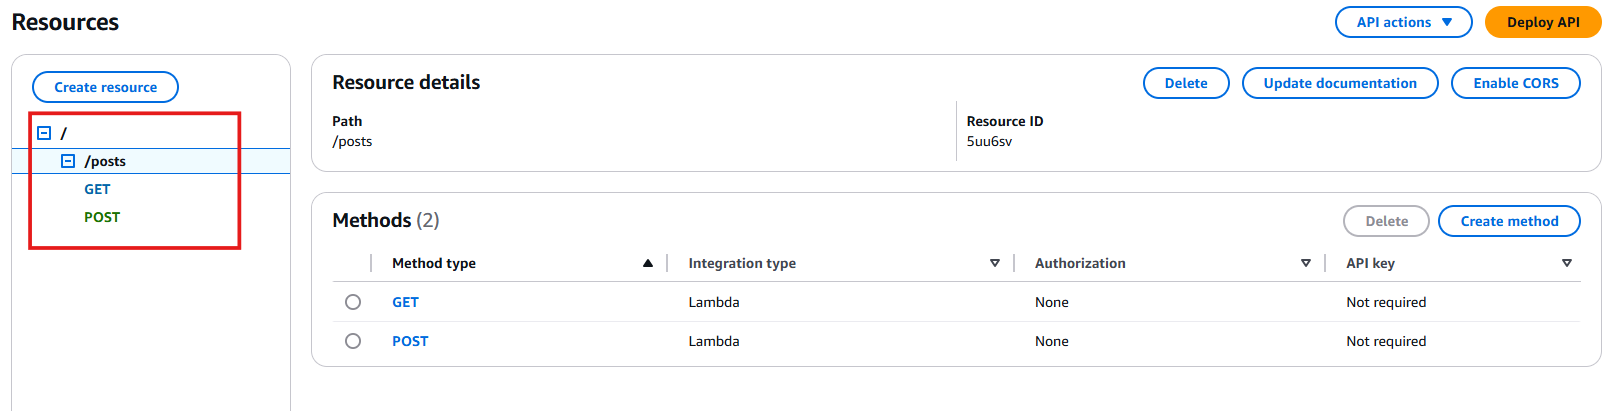 Resources
API actions
Deploy API
Create resource
/
/posts
GET
POST
Resource details
Delete
Update documentation
Enable CORS
Path
/posts
Resource ID
5uu6sv
Methods (2)
Delete
Create method
Method type Integration type Authorization API key
GET Lambda None Not required
POST Lambda None Not required